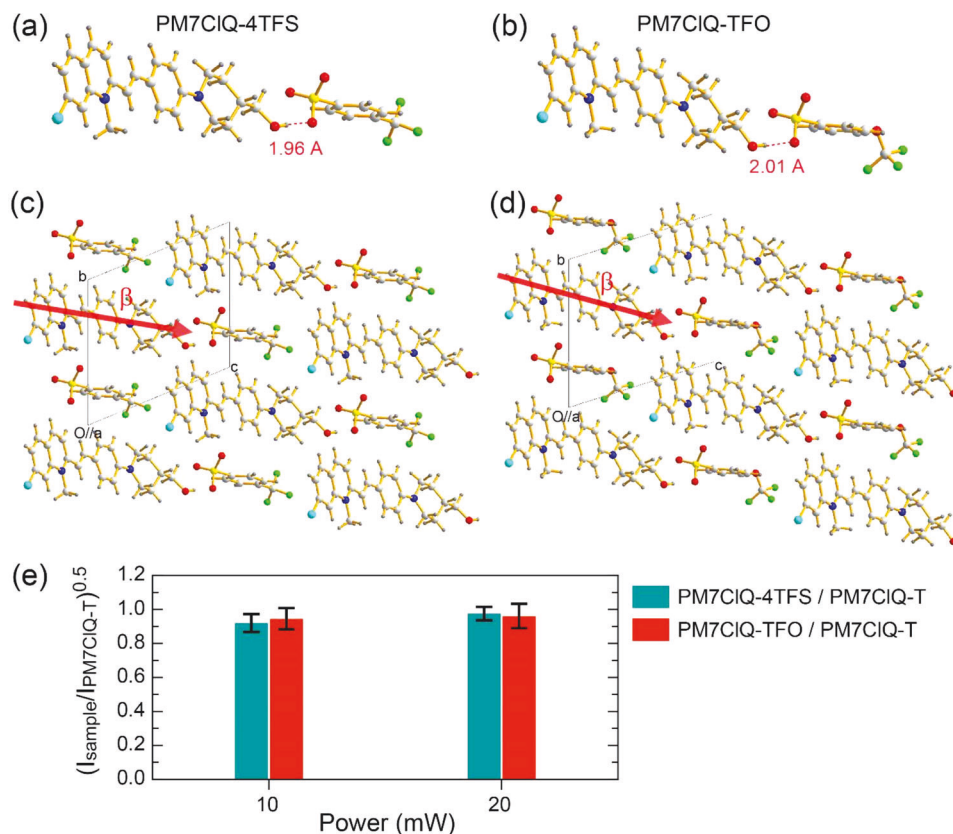 (a) PM7ClQ-4TFS
1.96 A
(b) PM7ClQ-TFO
2.01 A
(c)
b
β
c
O//a
(d)
b
β
c
O//a
(e)
(Isample/IPM7ClQ-T)0.5
1.2
1.0
0.8
0.6
0.4
0.2
0.0
10
20
Power (mW)
PM7ClQ-4TFS / PM7ClQ-T
PM7ClQ-TFO / PM7ClQ-T